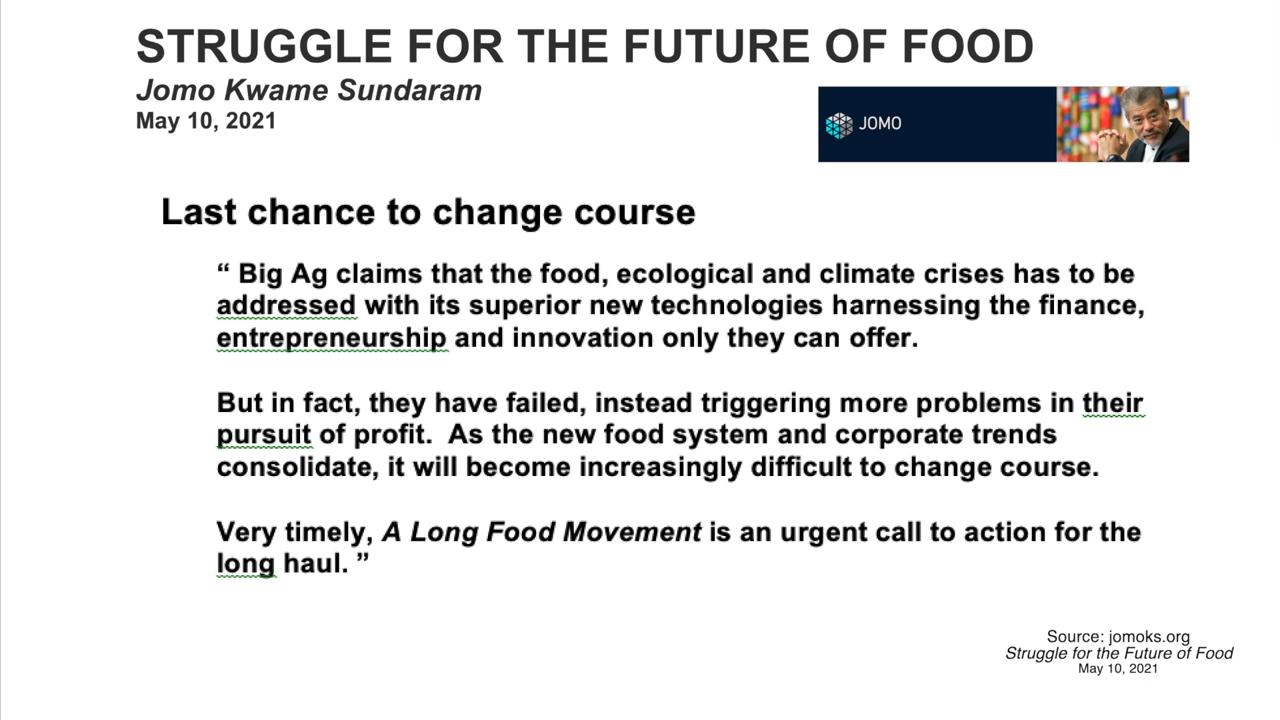 STRUGGLE FOR THE FUTURE OF FOOD
Jomo Kwame Sundaram
May 10, 2021
JOMO
Last chance to change course
“ Big Ag claims that the food, ecological and climate crises has to be
addressed with its superior new technologies harnessing the finance,
entrepreneurship and innovation only they can offer.
But in fact, they have failed, instead triggering more problems in their
pursuit of profit.  As the new food system and corporate trends
consolidate, it will become increasingly difficult to change course.
Very timely, A Long Food Movement is an urgent call to action for the
long haul. ”
Source: jomoks.org
Struggle for the Future of Food
May 10, 2021